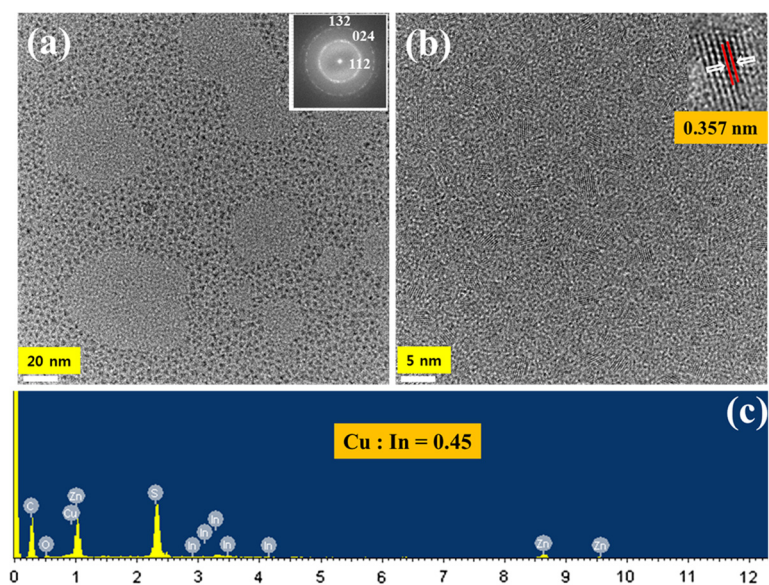 (a)
132
024
112
20 nm
(b)
0.357 nm
5 nm
(c)
Cu : In = 0.45
C
O
Cu
Zn
S
In
In
In
In
In
Zn
Zn
0 1 2 3 4 5 6 7 8 9 10 11 12